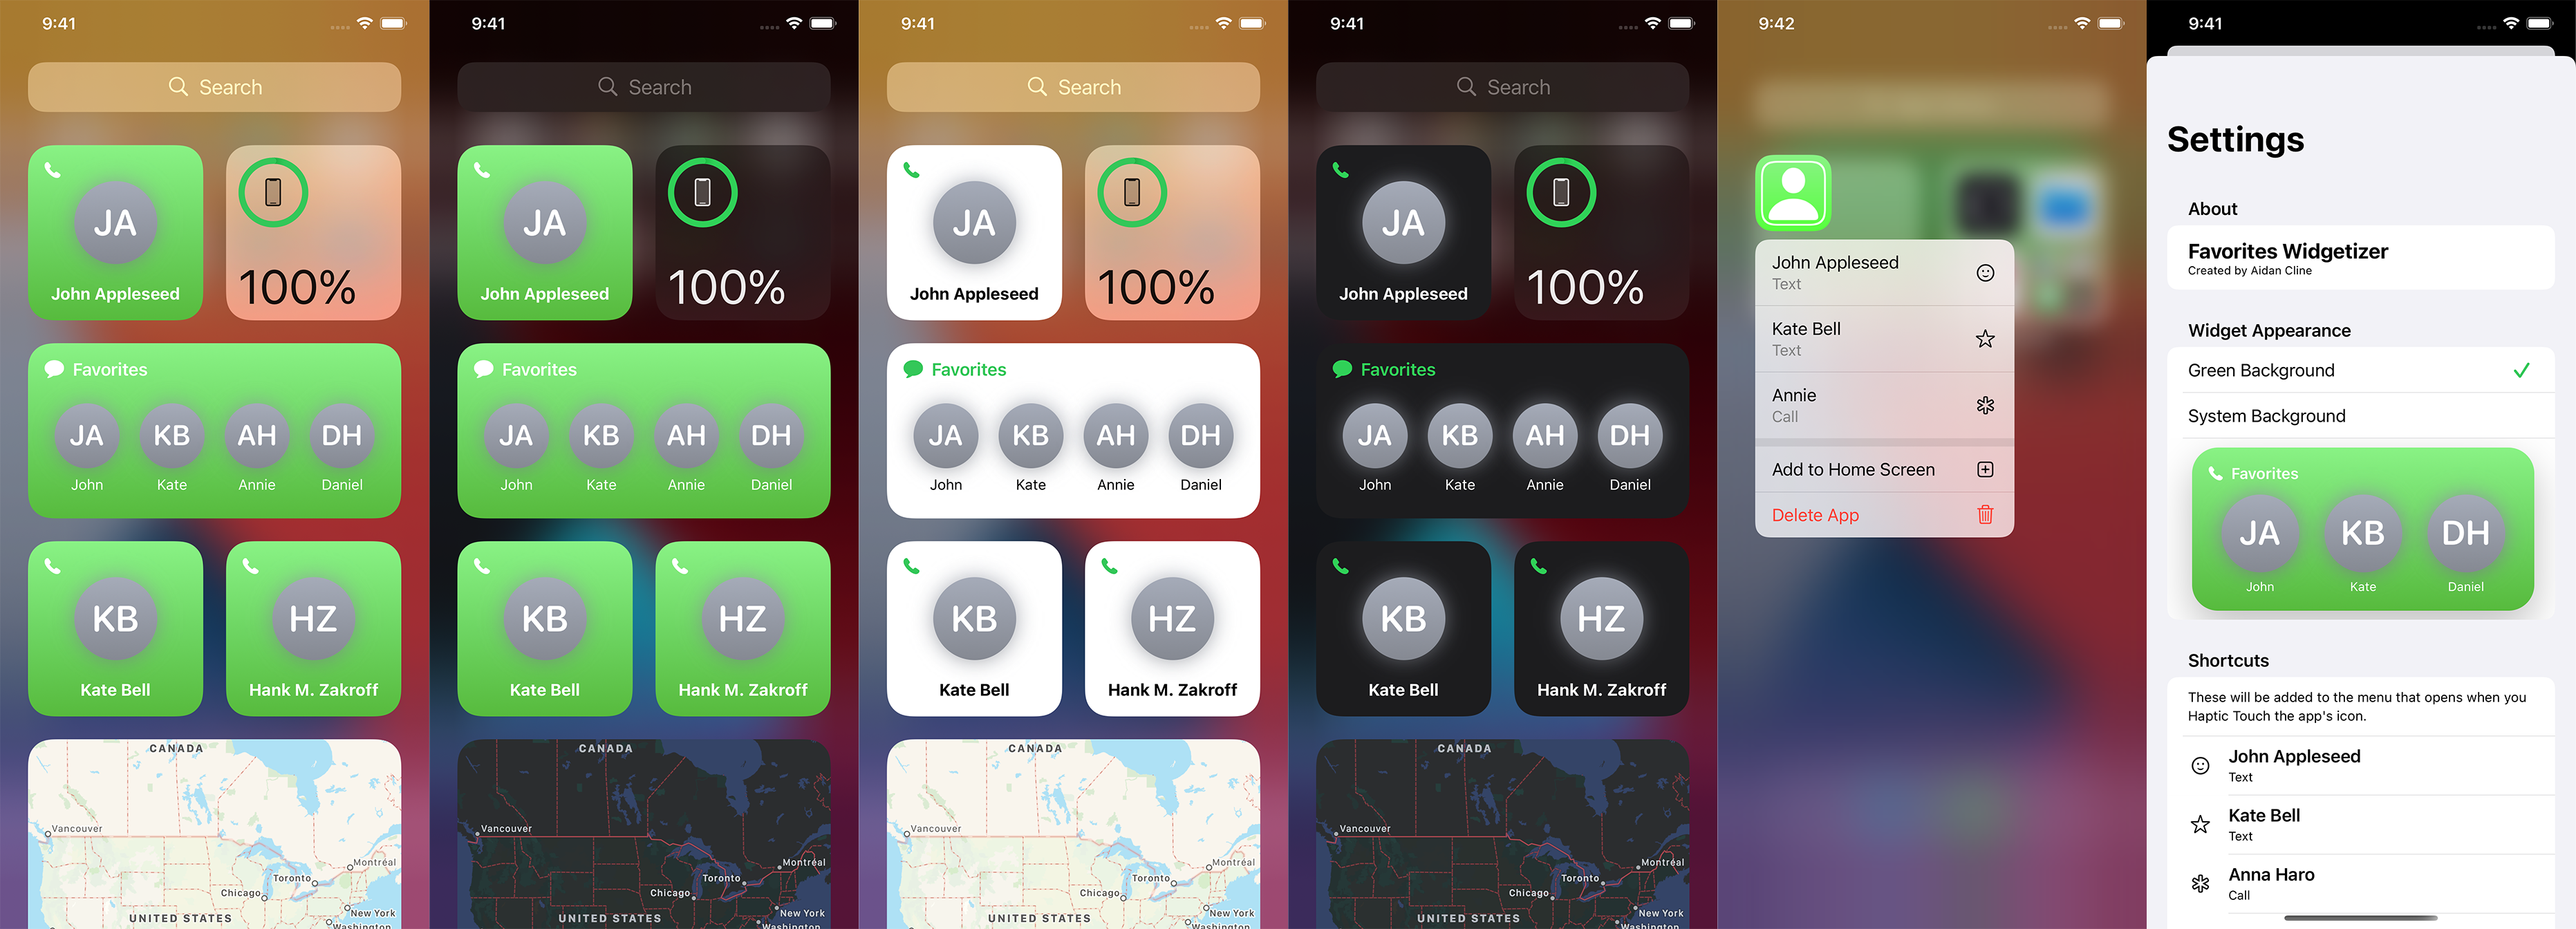 9:41
Search
JA
John Appleseed
100%
Favorites
JA
KB
AH
DH
John
Kate
Annie
Daniel
KB
Kate Bell
HZ
Hank M. Zakroff
CANADA
Vancouver
Montréal
Toronto
Chicago
New York
UNITED STATES
Washington
9:41
Search
JA
John Appleseed
100%
Favorites
JA
KB
AH
DH
John
Kate
Annie
Daniel
KB
Kate Bell
HZ
Hank M. Zakroff
CANADA
Vancouver
Montréal
Toronto
Chicago
New York
UNITED STATES
Washington
9:41
Search
JA
John Appleseed
100%
Favorites
JA
KB
AH
DH
John
Kate
Annie
Daniel
KB
Kate Bell
HZ
Hank M. Zakroff
CANADA
Vancouver
Montréal
Toronto
Chicago
New York
UNITED STATES
Washington
9:41
Search
JA
John Appleseed
100%
Favorites
JA
KB
AH
DH
John
Kate
Annie
Daniel
KB
Kate Bell
HZ
Hank M. Zakroff
CANADA
Vancouver
Montréal
Toronto
Chicago
New York
UNITED STATES
Washington
9:42
John Appleseed
Text
Kate Bell
Text
Annie
Call
Add to Home Screen
Delete App
9:41
Settings
About
Favorites Widgetizer
Created by Aidan Cline
Widget Appearance
Green Background
System Background
Favorites
JA
KB
DH
John
Kate
Daniel
Shortcuts
These will be added to the menu that opens when you
Haptic Touch the app's icon.
John Appleseed
Text
Kate Bell
Text
Anna Haro
Call